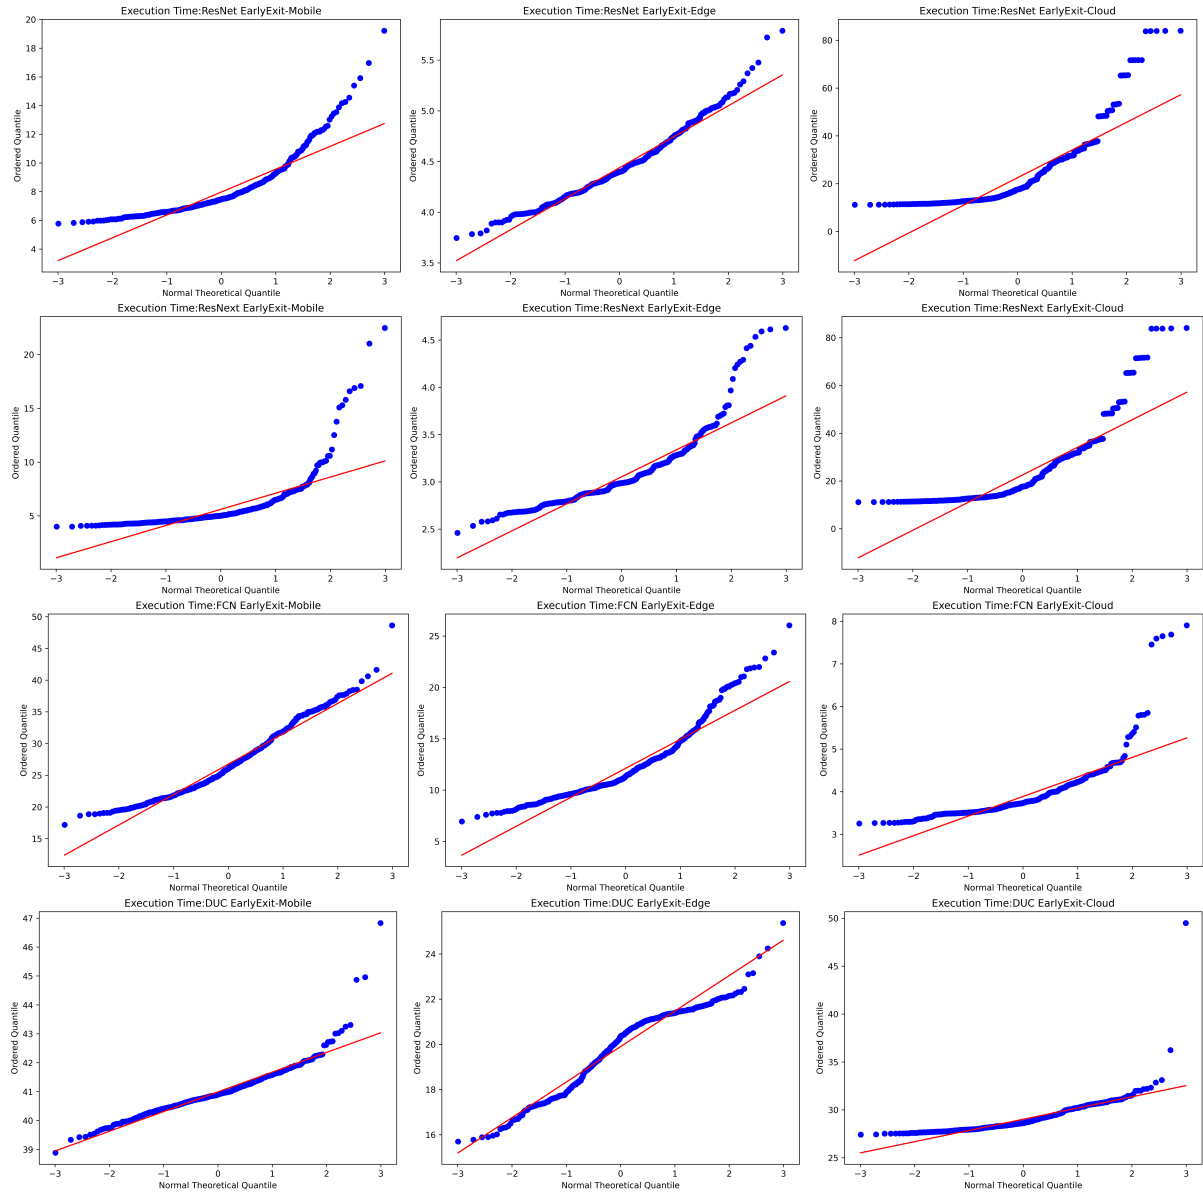 Execution Time:ResNet EarlyExit-Mobile
Ordered Quantile
20
18
16
14
12
10
8
6
4
−3 −2 −1 0 1 2 3
Normal Theoretical Quantile
Execution Time:ResNet EarlyExit-Edge
Ordered Quantile
5.5
5.0
4.5
4.0
3.5
−3 −2 −1 0 1 2 3
Normal Theoretical Quantile
Execution Time:ResNet EarlyExit-Cloud
Ordered Quantile
80
60
40
20
0
−3 −2 −1 0 1 2 3
Normal Theoretical Quantile
Execution Time:ResNext EarlyExit-Mobile
Ordered Quantile
20
15
10
5
−3 −2 −1 0 1 2 3
Normal Theoretical Quantile
Execution Time:ResNext EarlyExit-Edge
Ordered Quantile
4.5
4.0
3.5
3.0
2.5
−3 −2 −1 0 1 2 3
Normal Theoretical Quantile
Execution Time:ResNext EarlyExit-Cloud
Ordered Quantile
80
60
40
20
0
−3 −2 −1 0 1 2 3
Normal Theoretical Quantile
Execution Time:FCN EarlyExit-Mobile
Ordered Quantile
50
45
40
35
30
25
20
15
−3 −2 −1 0 1 2 3
Normal Theoretical Quantile
Execution Time:FCN EarlyExit-Edge
Ordered Quantile
25
20
15
10
5
−3 −2 −1 0 1 2 3
Normal Theoretical Quantile
Execution Time:FCN EarlyExit-Cloud
Ordered Quantile
8
7
6
5
4
3
−3 −2 −1 0 1 2 3
Normal Theoretical Quantile
Execution Time:DUC EarlyExit-Mobile
Ordered Quantile
47
46
45
44
43
42
41
40
39
−3 −2 −1 0 1 2 3
Normal Theoretical Quantile
Execution Time:DUC EarlyExit-Edge
Ordered Quantile
24
22
20
18
16
−3 −2 −1 0 1 2 3
Normal Theoretical Quantile
Execution Time:DUC EarlyExit-Cloud
Ordered Quantile
50
45
40
35
30
25
−3 −2 −1 0 1 2 3
Normal Theoretical Quantile